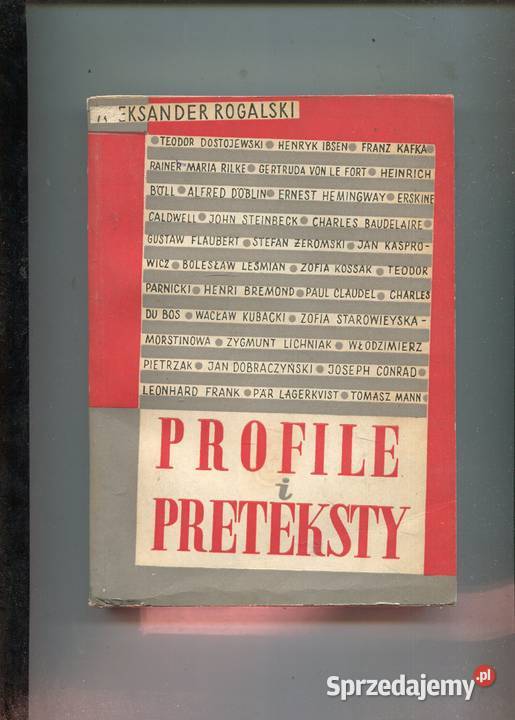 EKSANDER ROGALSKI
TEODOR DOSTOJEWSKI ● HENRYK IBSEN ● FRANZ KAFKA
RAINER MARIA RILKE ● GERTRUDA VON LE FORT ● HEINRICH
BÖLL ● ALFRED DÖBLIN ● ERNEST HEMINGWAY ● ERSKINE
CALDWELL ● JOHN STEINBECK ● CHARLES BAUDELAIRE
GUSTAW FLAUBERT ● STEFAN ŻEROMSKI ● JAN KASPRO-
WICZ ● BOLESŁAW LEŚMIAN ● ZOFIA KOSSAK ● TEODOR
PARNICKI ● HENRI BREMOND ● PAUL CLAUDEL ● CHARLES
DU BOS ● WACŁAW KUBACKI ● ZOFIA STAROWIEYSKA-
MORSTINOWA ● ZYGMUNT LICHNIAK ● WŁODZIMIERZ
PIETRZAK ● JAN DOBRACZYŃSKI ● JOSEPH CONRAD
LEONHARD FRANK ● PÄR LAGERKVIST ● TOMASZ MANN
PROFILE
i
PRETEKSTY
Sprzedajemy.pl